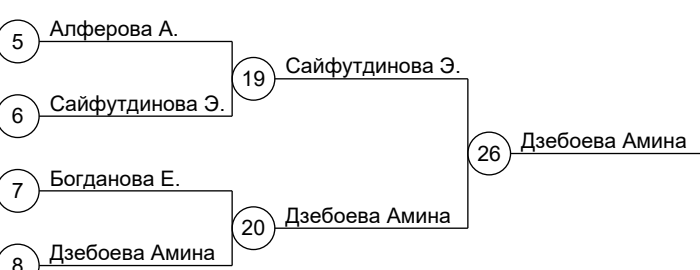 5 Алферова А.
19 Сайфутдинова Э.
6 Сайфутдинова Э.
26 Дзебоева Амина
7 Богданова Е.
20 Дзебоева Амина
8 Дзебоева Амина